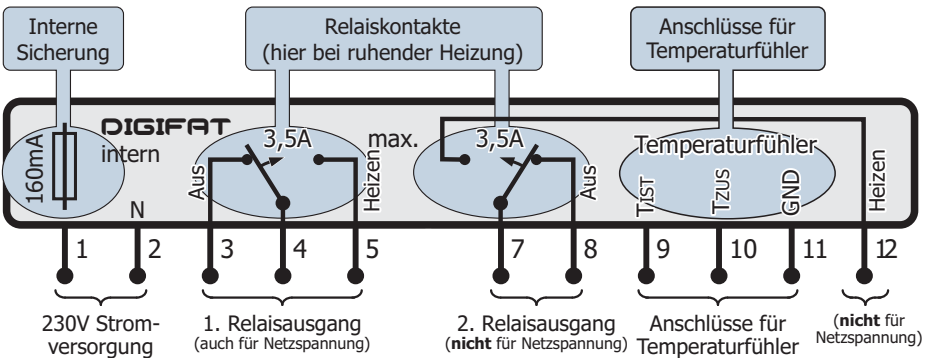 Interne
Sicherung
Relaiskontakte
(hier bei ruhender Heizung)
Anschlüsse für
Temperaturfühler
160mA
DIGIFAT
intern
N
Aus
3,5A
Heizen
max.
3,5A
Aus
Temperaturfühler
TIST
TZUS
GND
Heizen
1 2 3 4 5 7 8 9 10 11 12
230V Strom-
versorgung
1. Relaisausgang
(auch für Netzspannung)
2. Relaisausgang
(nicht für Netzspannung)
Anschlüsse für
Temperaturfühler
(nicht für
Netzspannung)